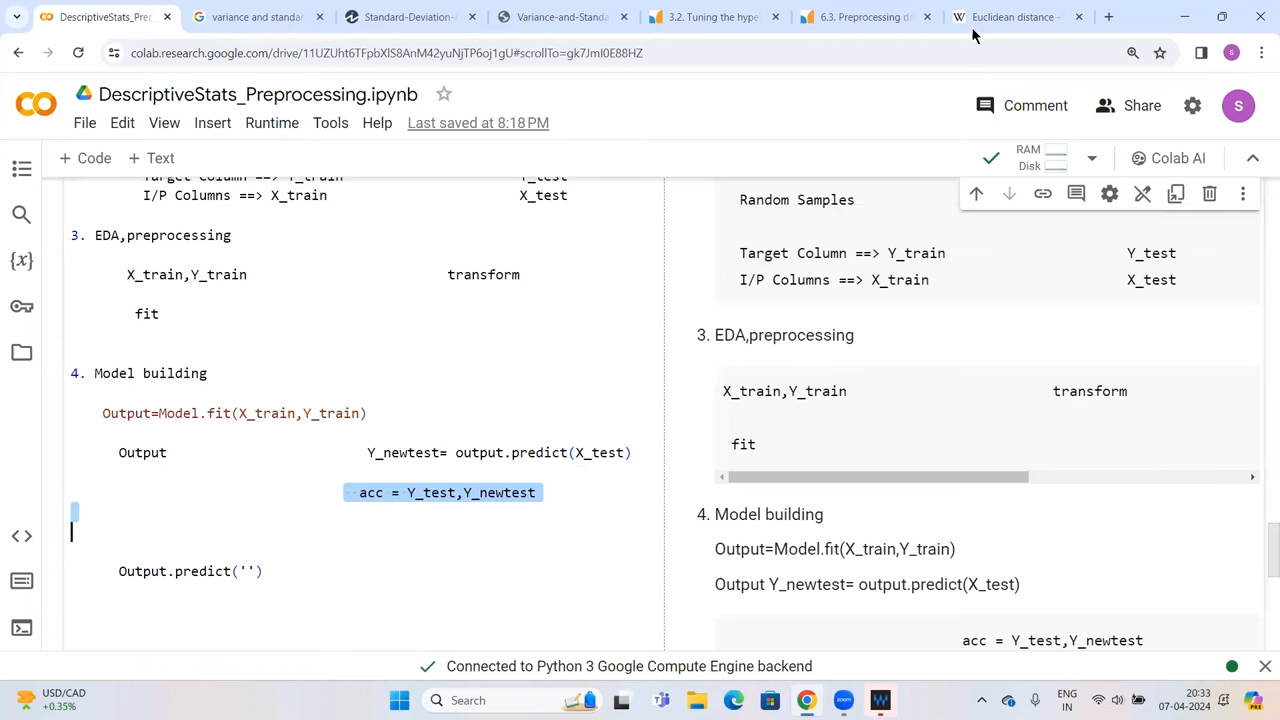 DescriptiveStats_Prep
variance and standar
Standard-Deviation-A
Variance-and-Standa
3.2. Tuning the hype
6.3. Preprocessing da
Euclidean distance -
colab.research.google.com/drive/11UZUht6TFpbXIS8AnM42yuNjTP6oj1gU#scrollTo=gk7JmI0E88HZ
DescriptiveStats_Preprocessing.ipynb
Comment
Share
S
File Edit View Insert Runtime Tools Help Last saved at 8:18 PM
+ Code + Text
RAM
Disk
Colab AI
I/P Columns ==> X_train X_test
3. EDA,preprocessing
X_train,Y_train transform
fit
4. Model building
Output=Model.fit(X_train,Y_train)
Output Y_newtest= output.predict(X_test)
acc = Y_test,Y_newtest
Output.predict('')
Random Samples
Target Column ==> Y_train Y_test
I/P Columns ==> X_train X_test
3. EDA,preprocessing
X_train,Y_train transform
fit
4. Model building
Output=Model.fit(X_train,Y_train)
Output Y_newtest= output.predict(X_test)
acc = Y_test,Y_newtest
Connected to Python 3 Google Compute Engine backend
USD/CAD
+0.35%
Search
ENG
IN
20:33
07-04-2024